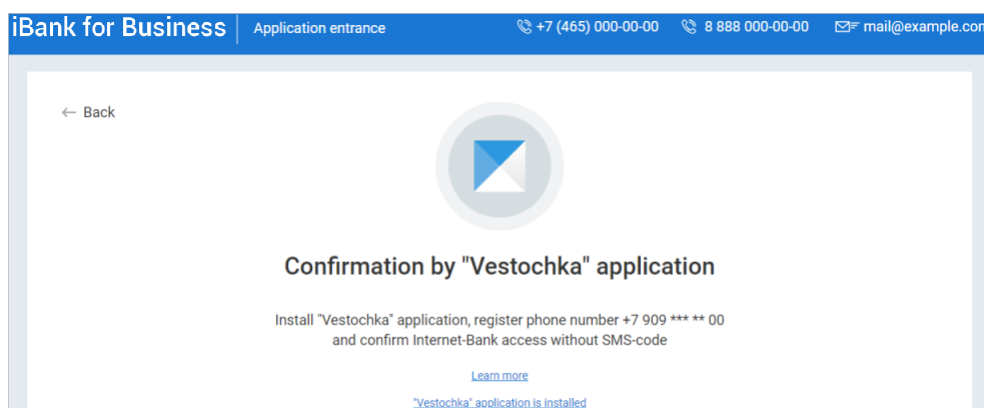 iBank for Business Application entrance +7 (465) 000-00-00 8 888 000-00-00 mail@example.com
Back
Confirmation by "Vestochka" application
Install "Vestochka" application, register phone number +7 909 *** ** 00
and confirm Internet-Bank access without SMS-code
Learn more
"Vestochka" application is installed